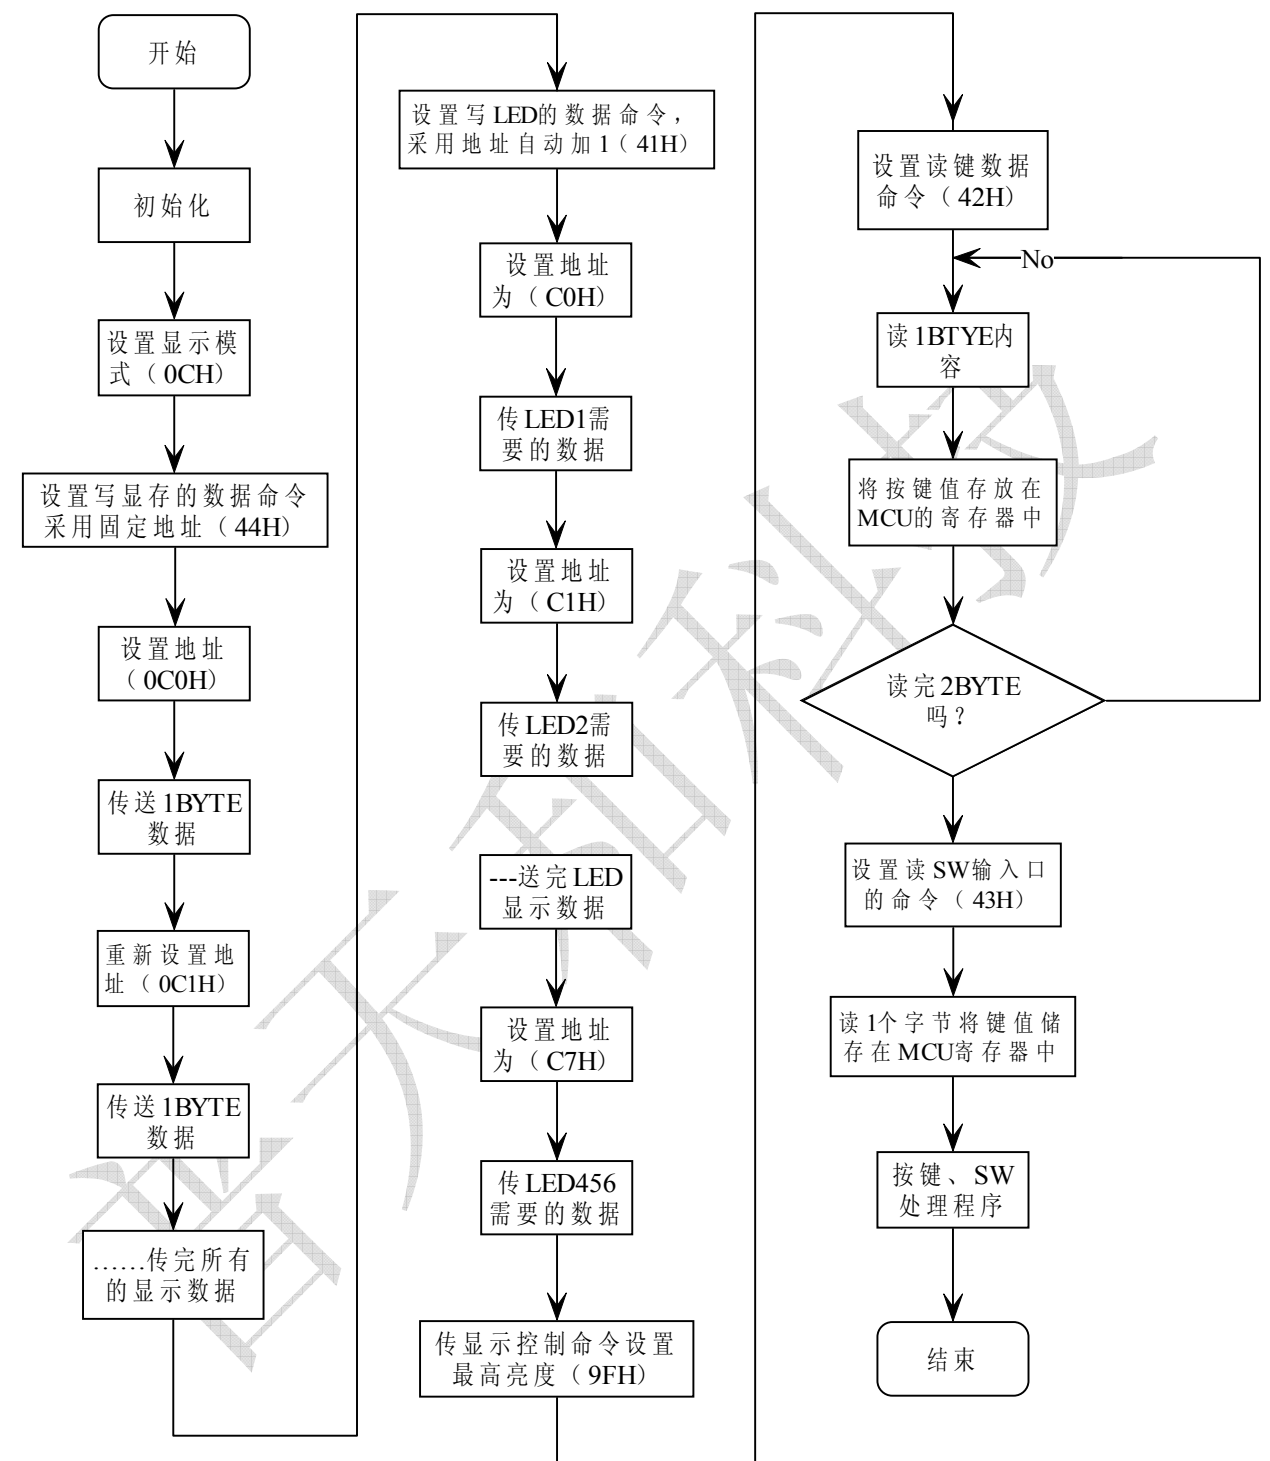 开始
初始化
设置显示模
式（0CH）
设置写显存的数据命令
采用固定地址（44H）
设置地址
（0C0H）
传送1BYTE
数据
重新设置地
址（0C1H）
传送1BYTE
数据
……传完所有
的显示数据
设置写LED的数据命令，
采用地址自动加1（41H）
设置地址
为（C0H）
传LED1需
要的数据
设置地址
为（C1H）
传LED2需
要的数据
---送完LED
显示数据
设置地址
为（C7H）
传LED456
需要的数据
传显示控制命令设置
最高亮度（9FH）
设置读键数据
命令（42H）
No
读1BTYE内
容
将按键值存放在
MCU的寄存器中
读完2BYTE
吗？
设置读SW输入口
的命令（43H）
读1个字节将键值储
存在MCU寄存器中
按键、SW
处理程序
结束
普天和科技